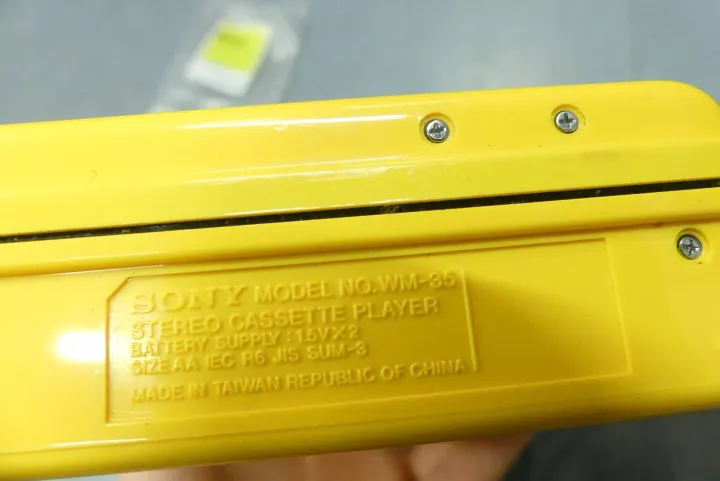 SONY MODEL NO.WM-35
STEREO CASSETTE PLAYER
BATTERY SUPPLY : 1.5V×2
SIZE AA IEC R6 JIS SUM-3
MADE IN TAIWAN REPUBLIC OF CHINA